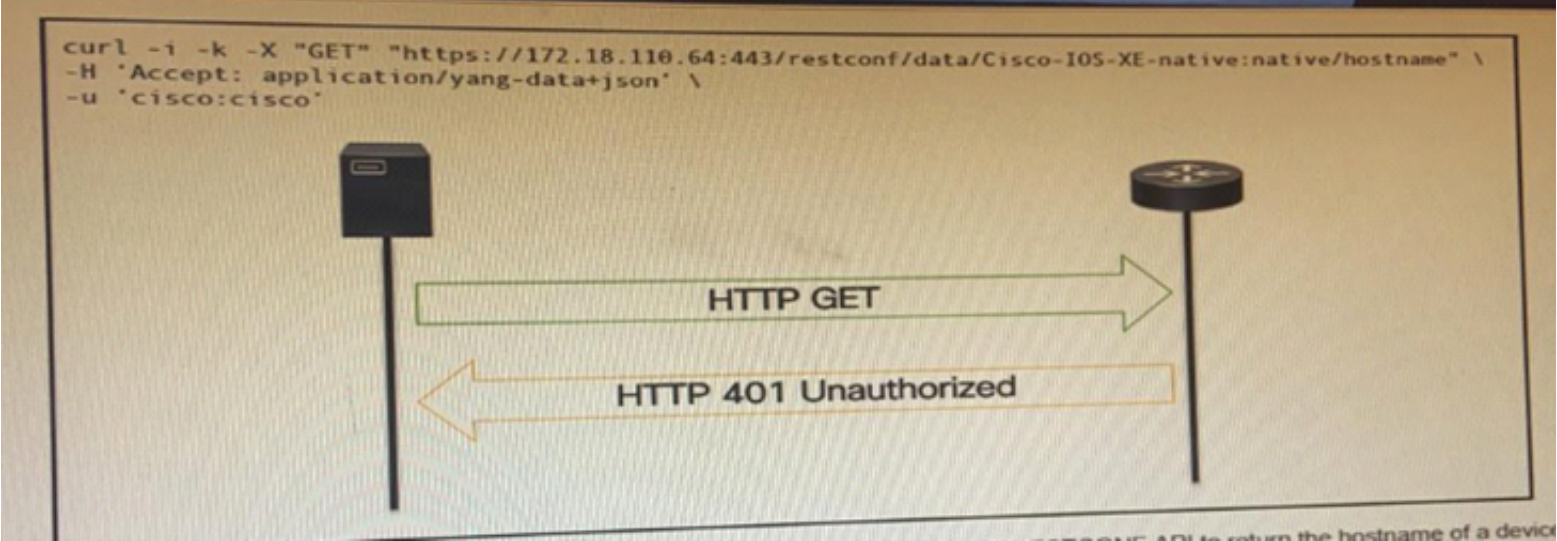 curl -i -k -X "GET" "https://172.18.110.64:443/restconf/data/Cisco-IOS-XE-native:native/hostname" \
-H 'Accept: application/yang-data+json' \
-u 'cisco:cisco'
HTTP GET
HTTP 401 Unauthorized
API to return the hostname of a device